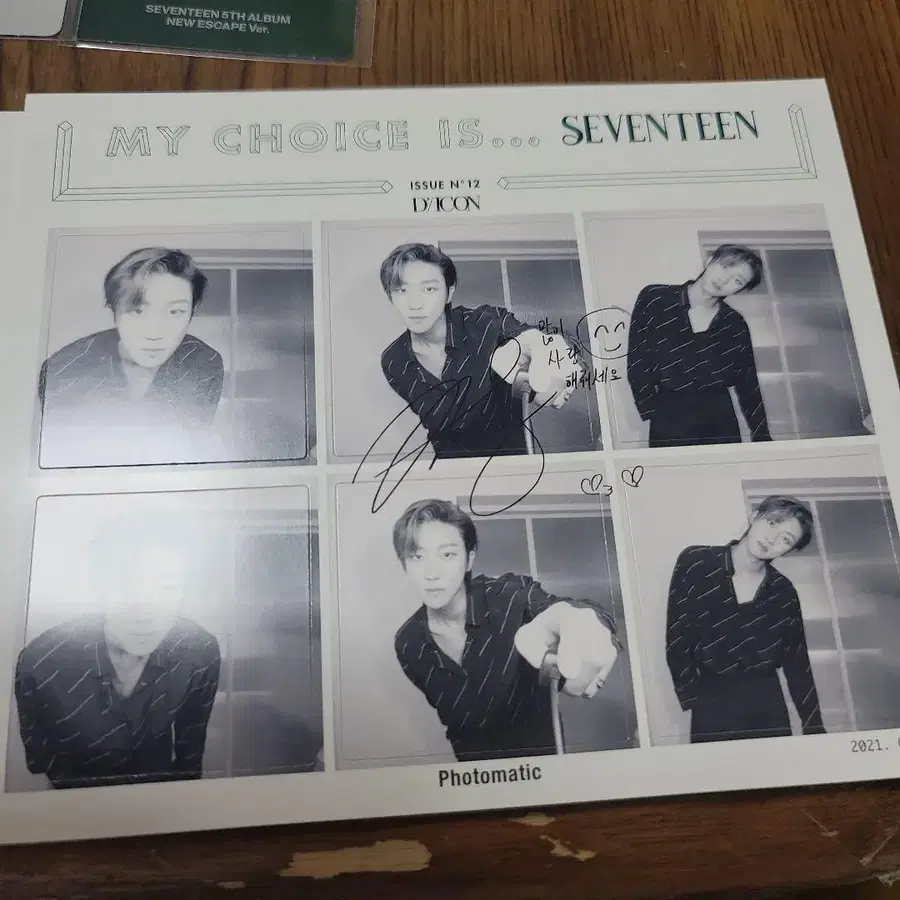 SEVENTEEN 5TH ALBUM
NEW ESCAPE Ver.
MY CHOICE IS... SEVENTEEN
ISSUE N°12
D/ICON
많이
사랑
해줘세요
Photomatic
2021.